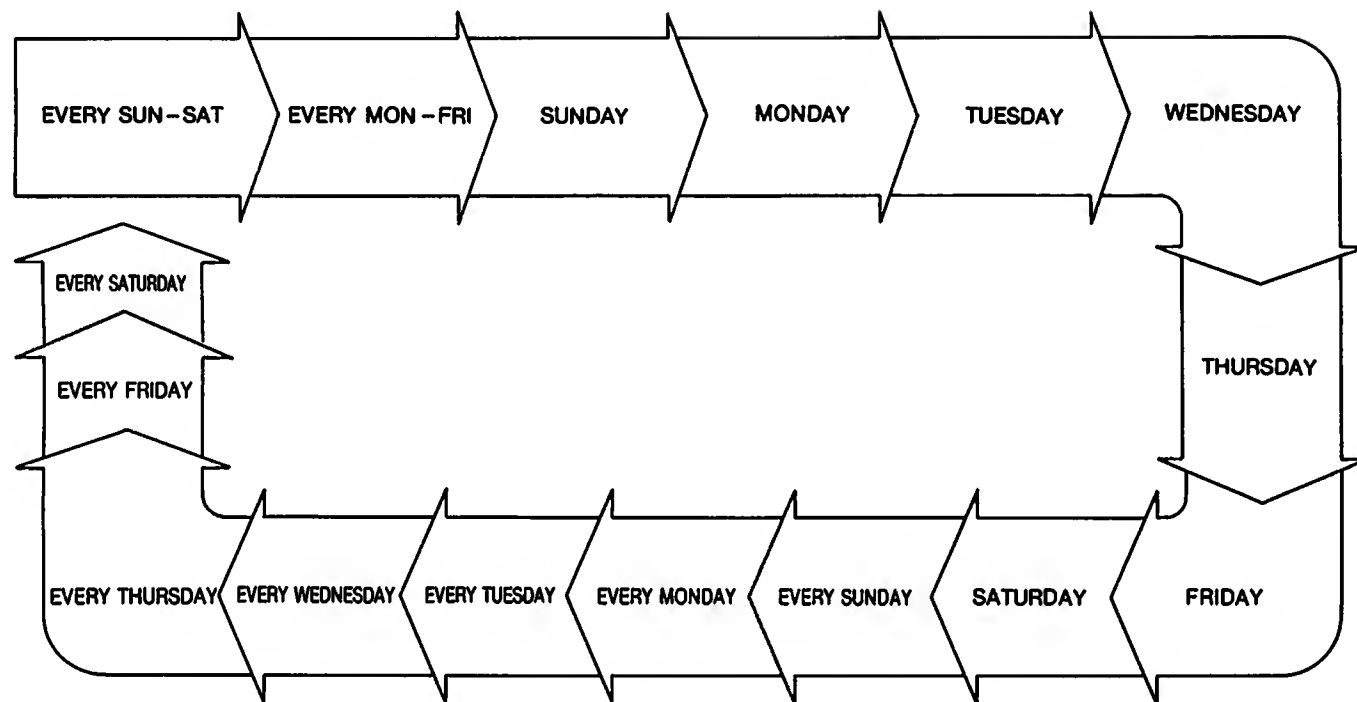 EVERY SUN–SAT
EVERY MON–FRI
SUNDAY
MONDAY
TUESDAY
WEDNESDAY
THURSDAY
FRIDAY
SATURDAY
EVERY SUNDAY
EVERY MONDAY
EVERY TUESDAY
EVERY WEDNESDAY
EVERY THURSDAY
EVERY FRIDAY
EVERY SATURDAY